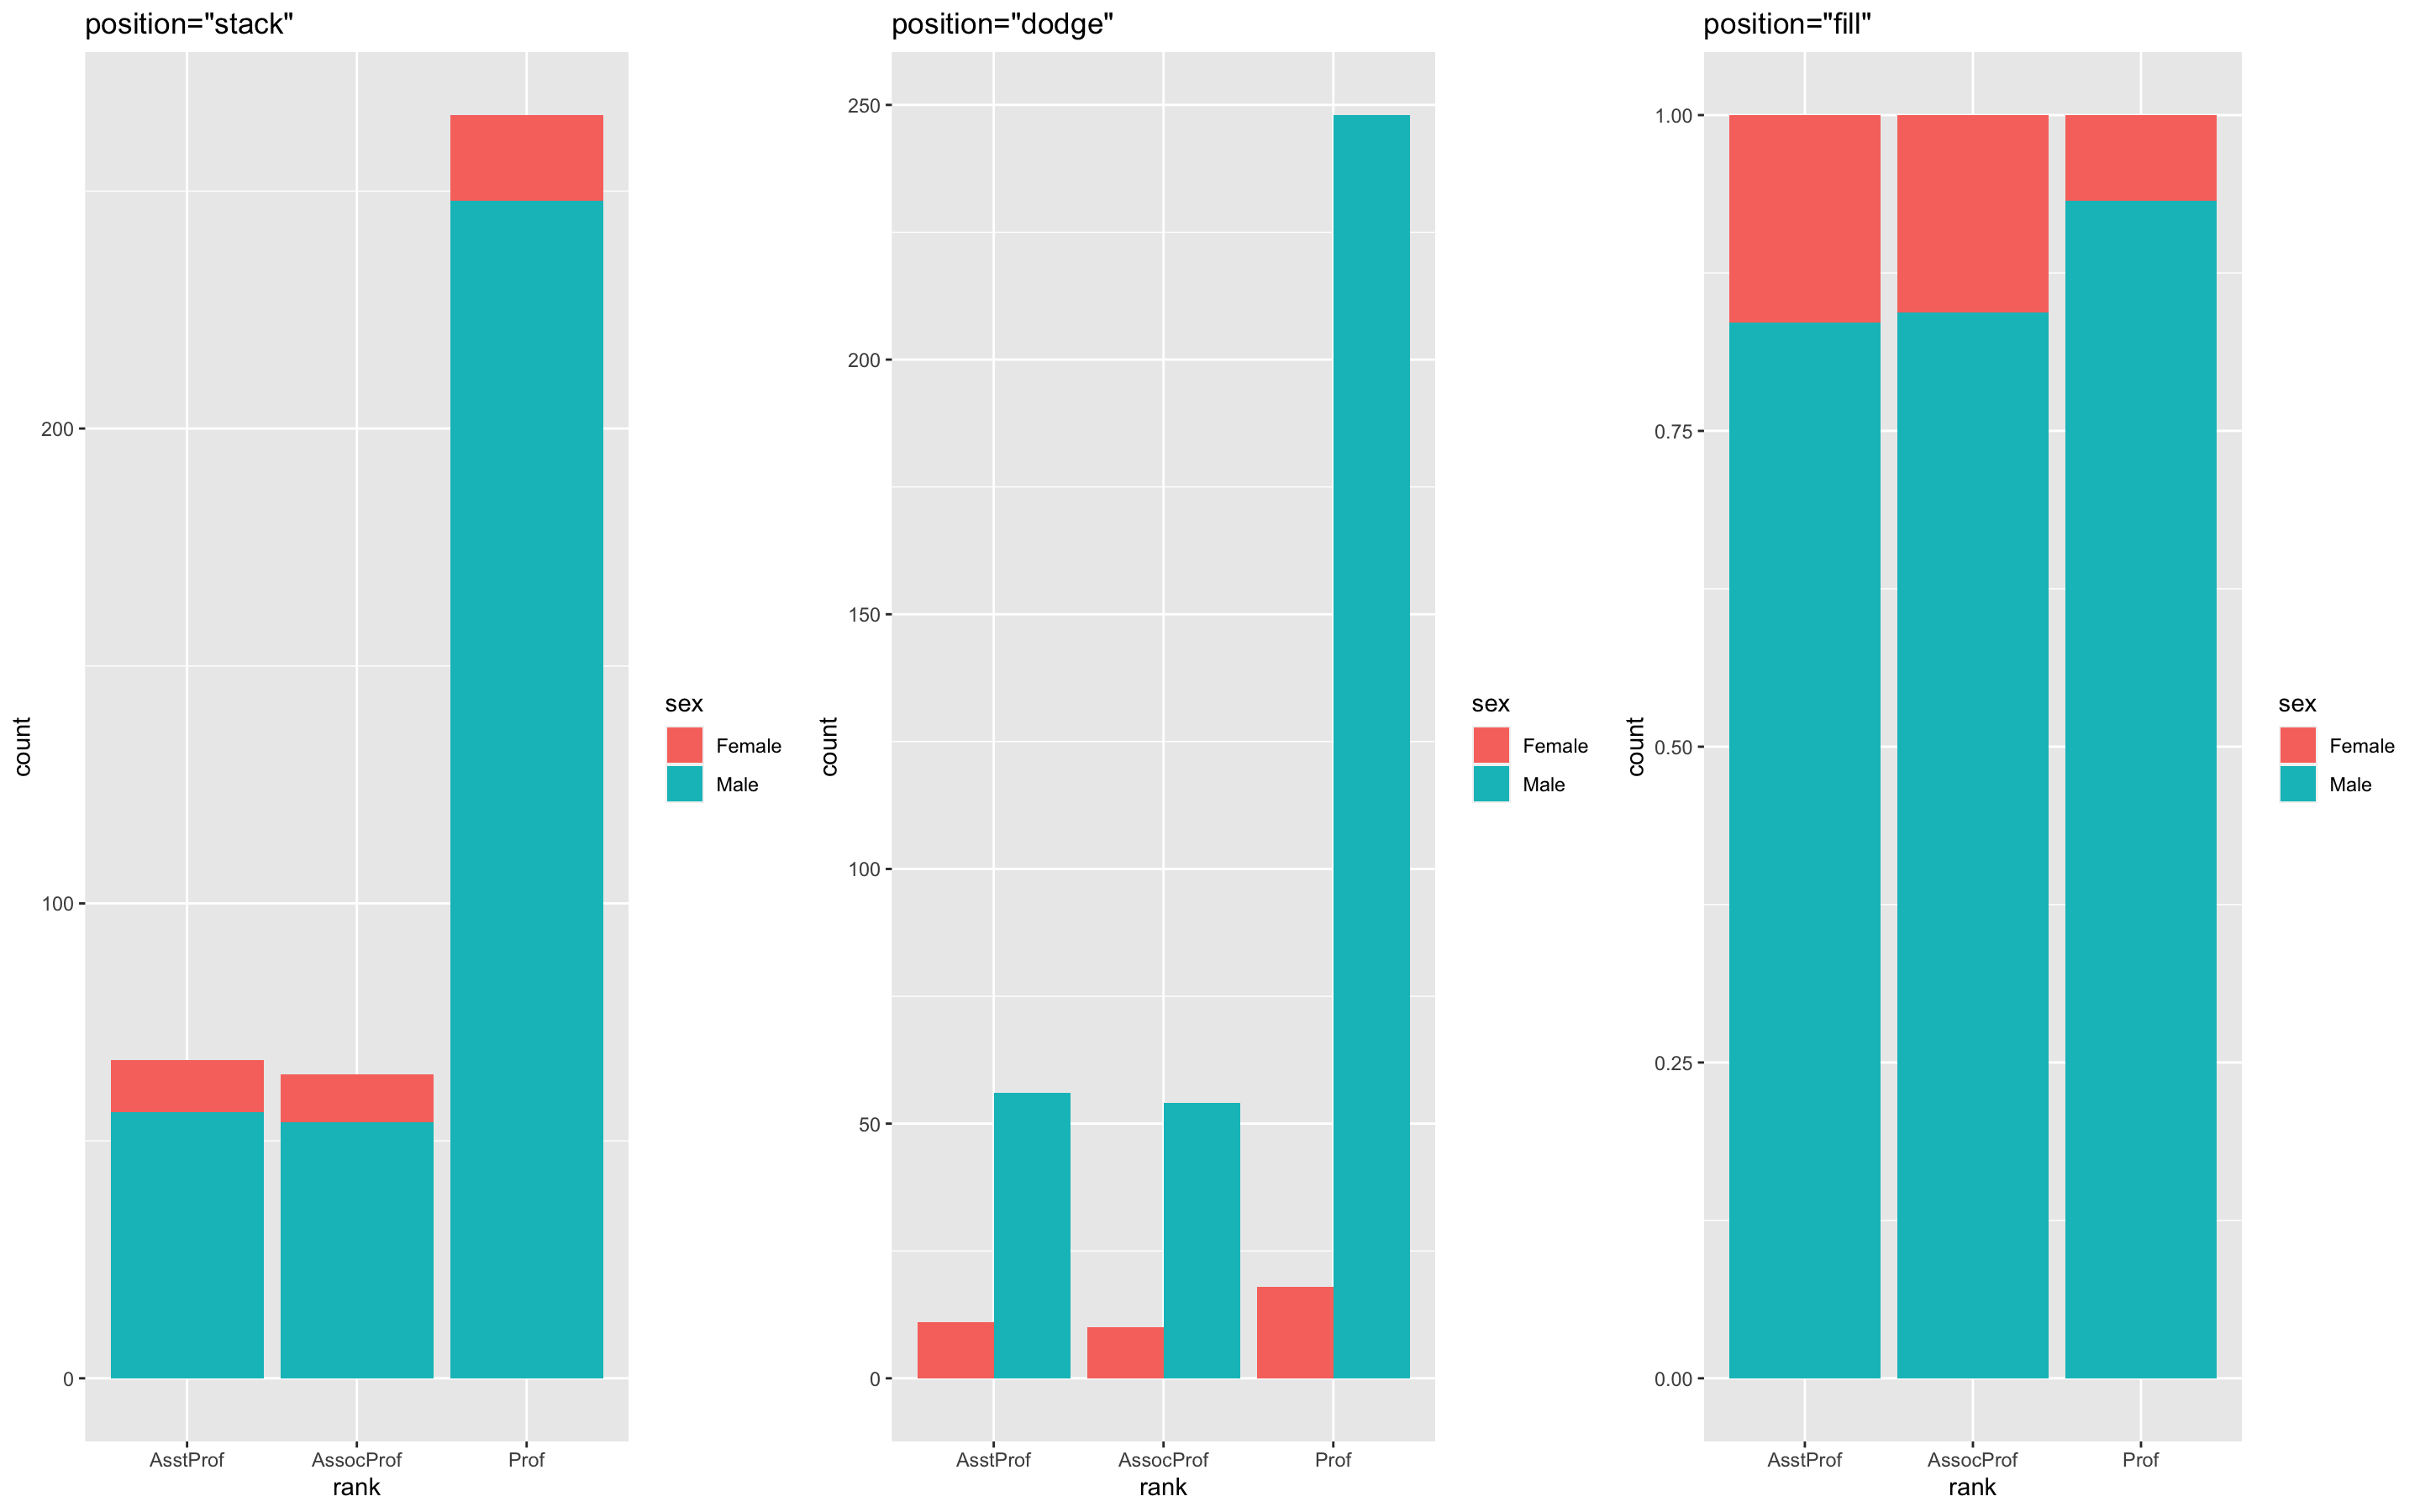 position="stack"
200
100
0
count
AsstProf AssocProf Prof
rank
sex
Female
Male
position="dodge"
250
200
150
100
50
0
count
AsstProf AssocProf Prof
rank
sex
Female
Male
position="fill"
1.00
0.75
0.50
0.25
0.00
count
AsstProf AssocProf Prof
rank
sex
Female
Male